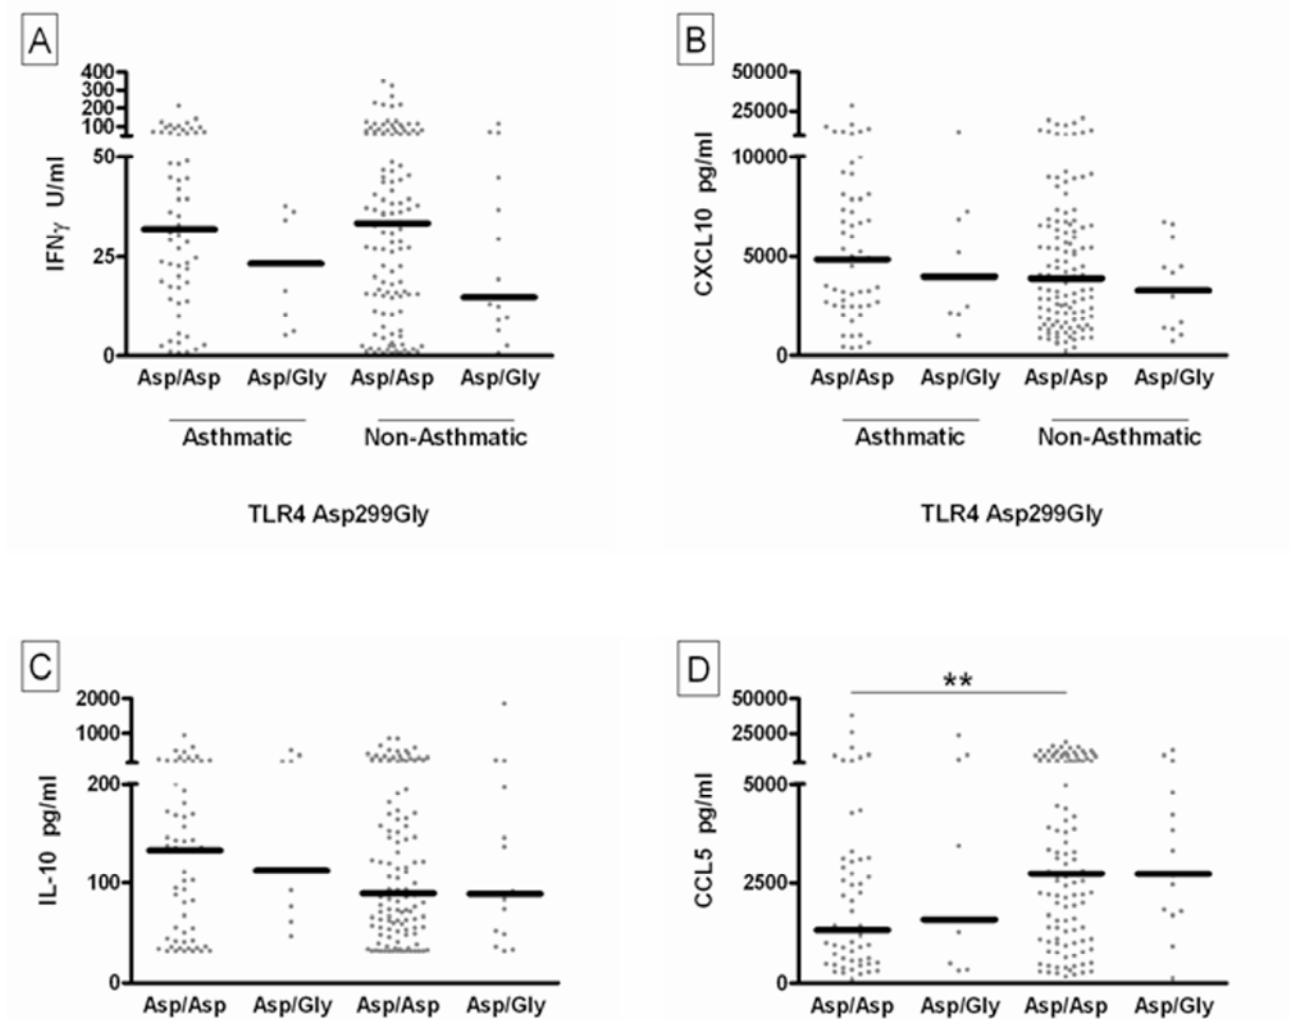 A
B
400
300
200
100
50
25
0
IFNγ U/ml
50000
25000
10000
5000
0
CXCL10 pg/ml
Asp/Asp Asp/Gly Asp/Asp Asp/Gly
Asthmatic Non-Asthmatic
TLR4 Asp299Gly
Asp/Asp Asp/Gly Asp/Asp Asp/Gly
Asthmatic Non-Asthmatic
TLR4 Asp299Gly
C
D
**
2000
1000
200
100
0
IL-10 pg/ml
50000
25000
5000
2500
0
CCL5 pg/ml
Asp/Asp Asp/Gly Asp/Asp Asp/Gly
Asp/Asp Asp/Gly Asp/Asp Asp/Gly